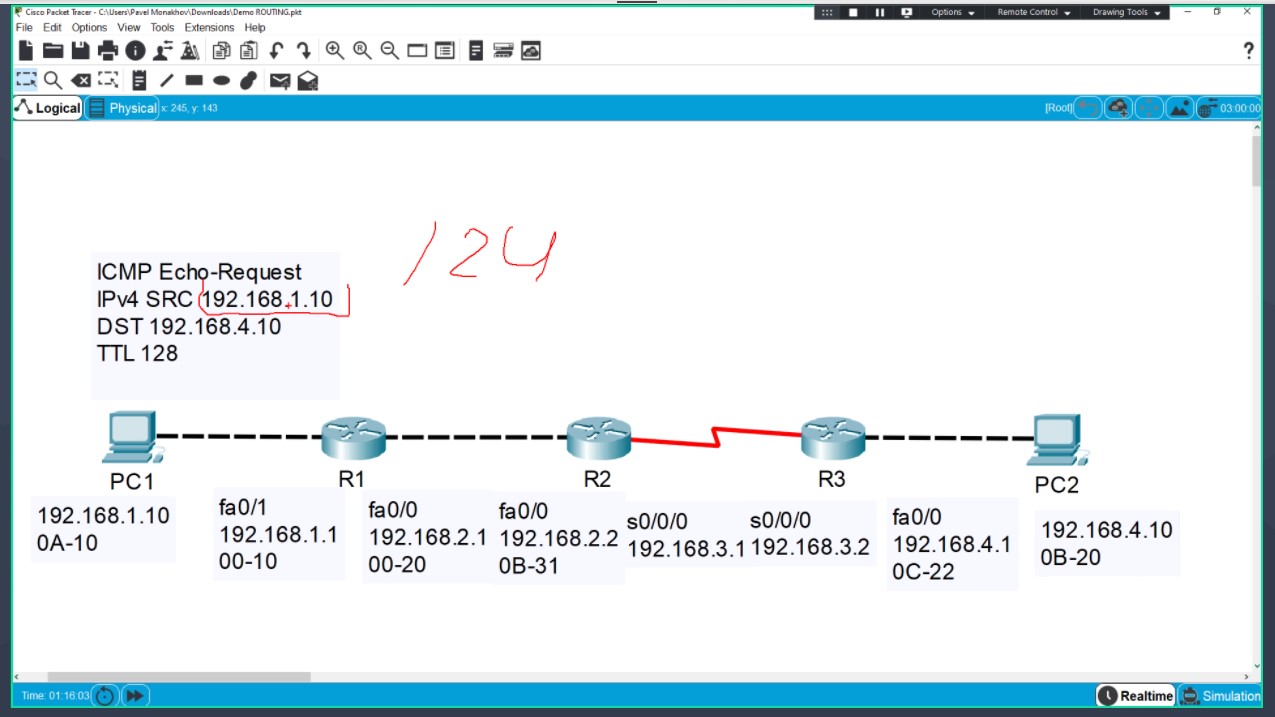 Cisco Packet Tracer - C:\Users\Pavel Monakhov\Downloads\Demo ROUTING.pkt
Options
Remote Control
Drawing Tools
File Edit Options View Tools Extensions Help
?
Logical
Physical
x: 245, y: 143
[Root]
03:00:00
/24
ICMP Echo-Request
IPv4 SRC 192.168.1.10
DST 192.168.4.10
TTL 128
PC1
R1
R2
R3
PC2
192.168.1.10
0A-10
fa0/1
192.168.1.1
00-10
fa0/0
192.168.2.1
00-20
fa0/0
192.168.2.2
0B-31
s0/0/0
192.168.3.1
s0/0/0
192.168.3.2
fa0/0
192.168.4.1
0C-22
192.168.4.10
0B-20
Time: 01:16:03
Realtime
Simulation